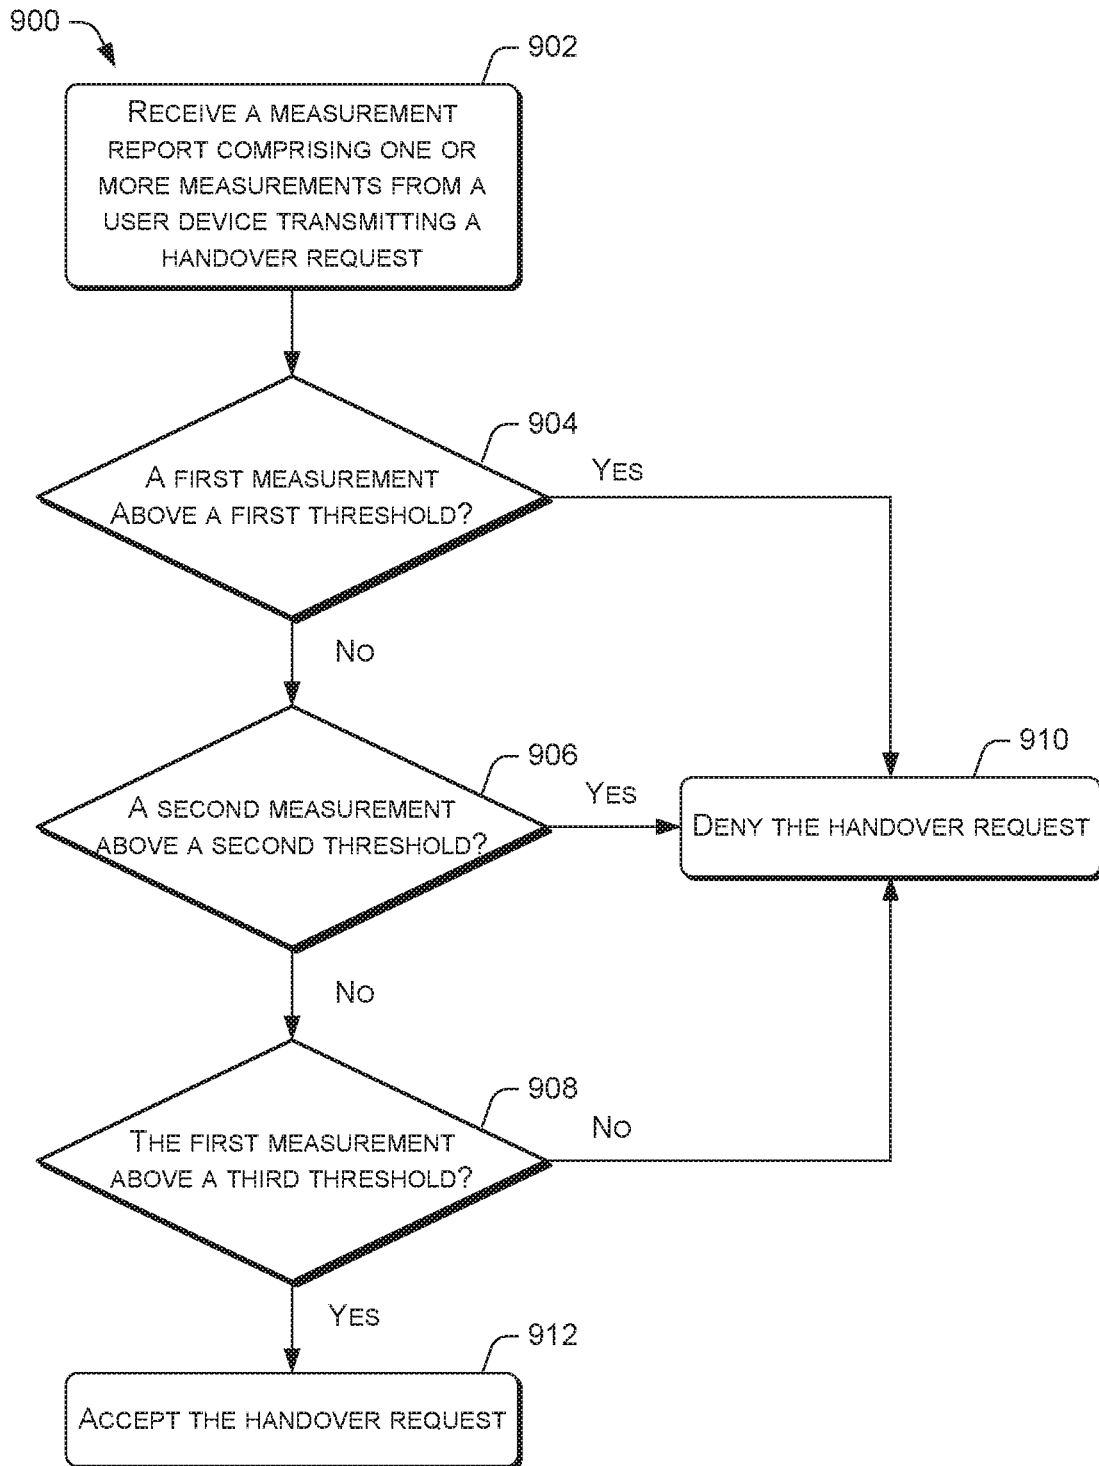 900
902
RECEIVE A MEASUREMENT
REPORT COMPRISING ONE OR
MORE MEASUREMENTS FROM A
USER DEVICE TRANSMITTING A
HANDOVER REQUEST
904
A FIRST MEASUREMENT
ABOVE A FIRST THRESHOLD?
YES
NO
906
A SECOND MEASUREMENT
ABOVE A SECOND THRESHOLD?
YES
910
DENY THE HANDOVER REQUEST
NO
908
THE FIRST MEASUREMENT
ABOVE A THIRD THRESHOLD?
NO
YES
912
ACCEPT THE HANDOVER REQUEST